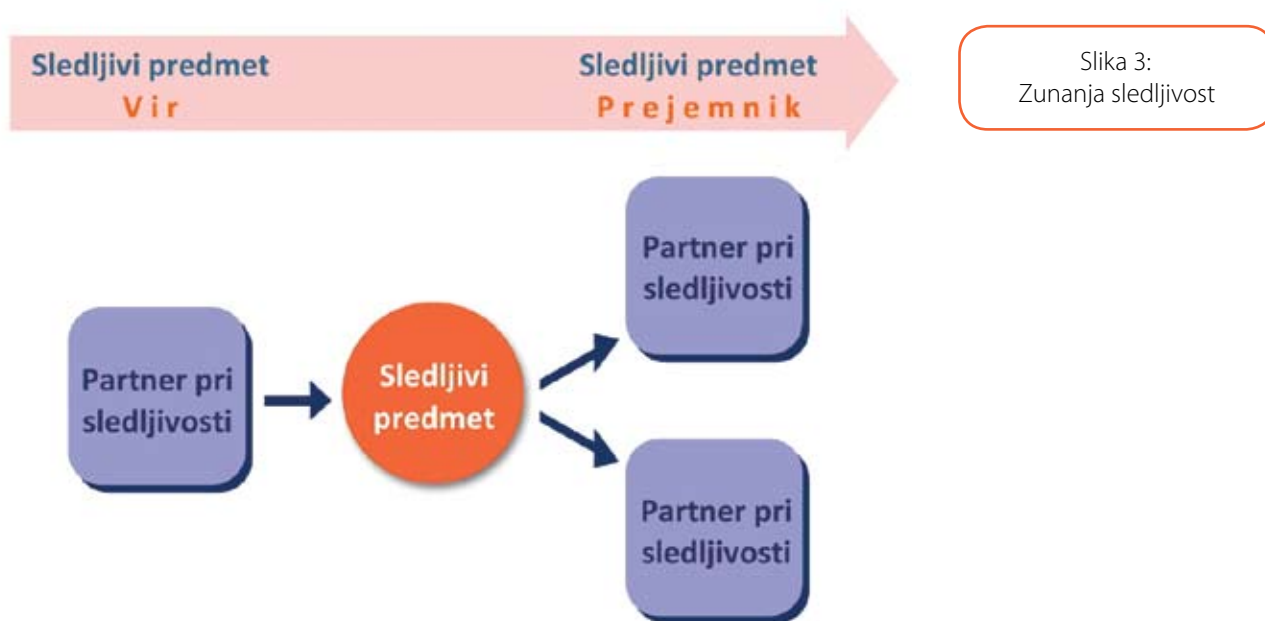 Sledljivi predmet
Vir
Sledljivi predmet
Prejemnik
Slika 3:
Zunanja sledljivost
Partner pri
sledljivosti
Sledljivi
predmet
Partner pri
sledljivosti
Partner pri
sledljivosti